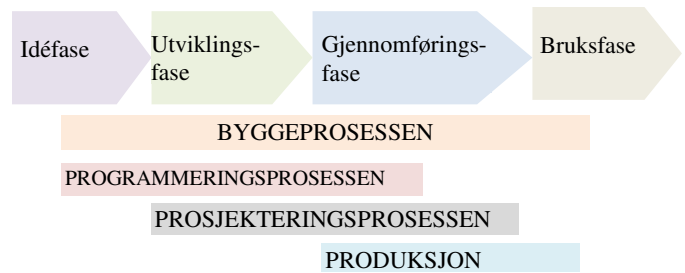 Idéfase
Utviklings-
fase
Gjennomførings-
fase
Bruksfase
BYGGEPROSESSEN
PROGRAMMERINGSPROSESSEN
PROSJEKTERINGSPROSESSEN
PRODUKSJON